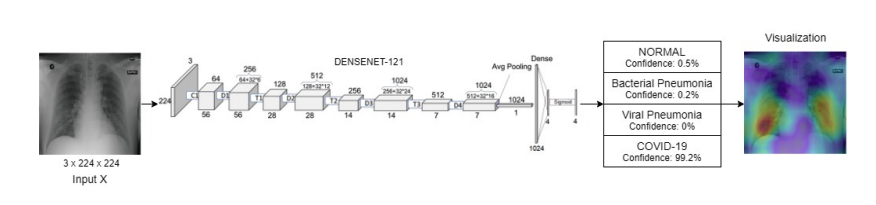 3 x 224 x 224
Input X
DENSENET-121
3
224
C1
64
56
D1
256
64+32*6
56
T1
128
28
D2
512
128+32*12
28
T2
256
14
D3
1024
256+32*24
14
T3
512
7
D4
1024
512+32*16
7
Avg Pooling
1024
1
Dense
1024
4
Sigmoid
4
NORMAL
Confidence: 0.5%
Bacterial Pneumonia
Confidence: 0.2%
Viral Pneumonia
Confidence: 0%
COVID-19
Confidence: 99.2%
Visualization